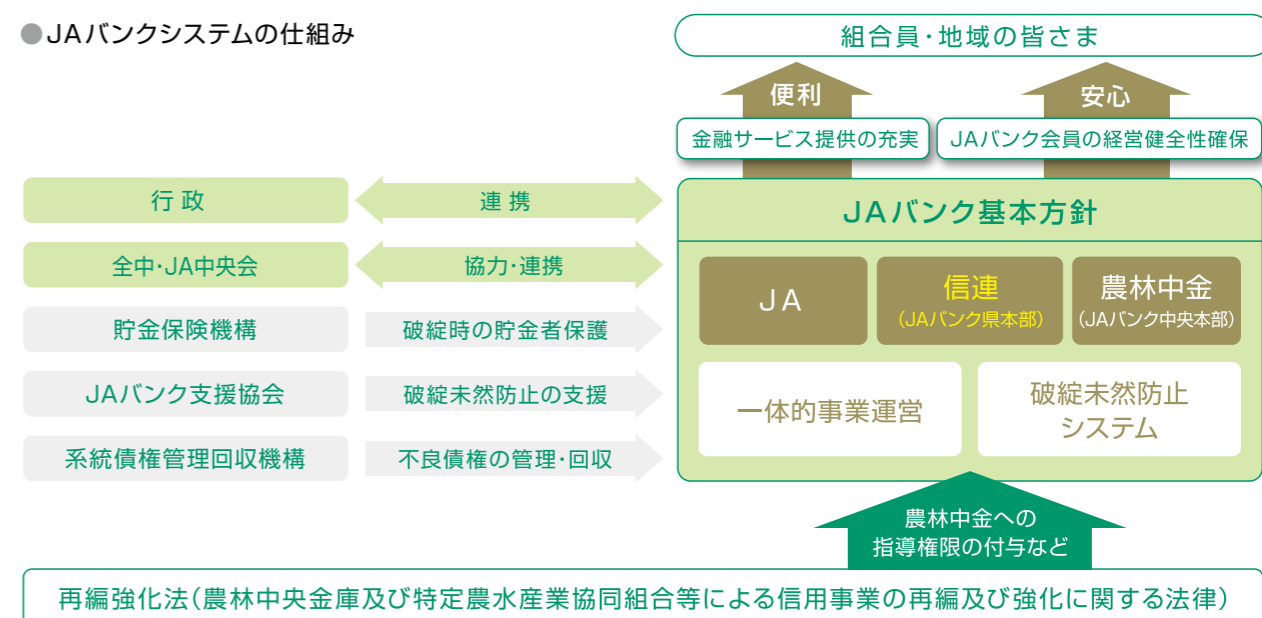 ●JAバンクシステムの仕組み
組合員・地域の皆さま
便利
安心
金融サービス提供の充実
JAバンク会員の経営健全性確保
行政
連携
全中・JA中央会
協力・連携
貯金保険機構
破綻時の貯金者保護
JAバンク支援協会
破綻未然防止の支援
系統債権管理回収機構
不良債権の管理・回収
JAバンク基本方針
JA
信連
（JAバンク県本部）
農林中金
（JAバンク中央本部）
一体的事業運営
破綻未然防止
システム
農林中金への
指導権限の付与など
再編強化法（農林中央金庫及び特定農水産業協同組合等による信用事業の再編及び強化に関する法律）